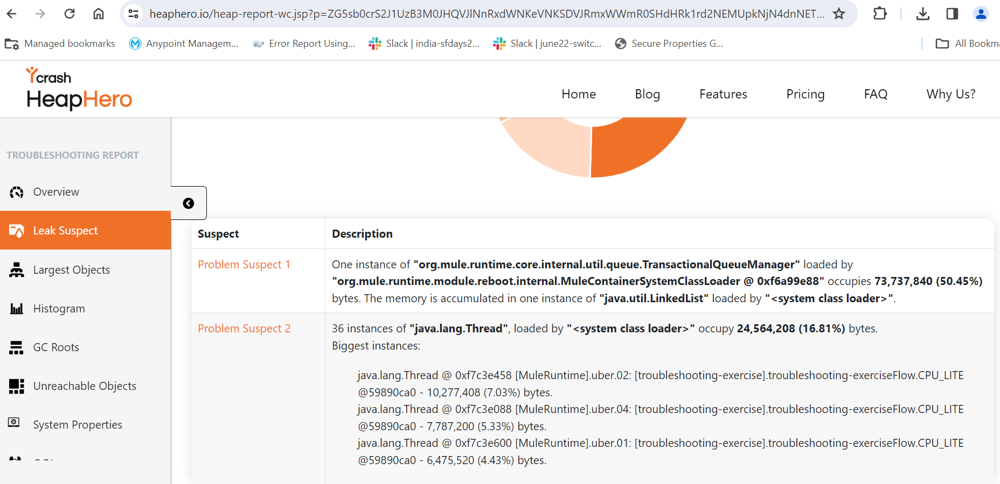 heaphero.io/heap-report-wc.jsp?p=ZG5sb0crS2J1UzB3M0JHQVJlNnRxdWNKeVNKSDVJRmxWWmR0SHdHRk1rd2NEMUpkNjN4dnNET...
Managed bookmarks
Anypoint Managem...
Error Report Using...
Slack | india-sfdays2...
Slack | june22-switc...
Secure Properties G...
All Bookma
ycrash
HeapHero
Home
Blog
Features
Pricing
FAQ
Why Us?
TROUBLESHOOTING REPORT
Overview
Leak Suspect
Largest Objects
Histogram
GC Roots
Unreachable Objects
System Properties
Suspect
Description
Problem Suspect 1
One instance of "org.mule.runtime.core.internal.util.queue.TransactionalQueueManager" loaded by
"org.mule.runtime.module.reboot.internal.MuleContainerSystemClassLoader @ 0xf6a99e88" occupies 73,737,840 (50.45%)
bytes. The memory is accumulated in one instance of "java.util.LinkedList" loaded by "<system class loader>".
Problem Suspect 2
36 instances of "java.lang.Thread", loaded by "<system class loader>" occupy 24,564,208 (16.81%) bytes.
Biggest instances:
java.lang.Thread @ 0xf7c3e458 [MuleRuntime].uber.02: [troubleshooting-exercise].troubleshooting-exerciseFlow.CPU_LITE
@59890ca0 - 10,277,408 (7.03%) bytes.
java.lang.Thread @ 0xf7c3e088 [MuleRuntime].uber.04: [troubleshooting-exercise].troubleshooting-exerciseFlow.CPU_LITE
@59890ca0 - 7,787,200 (5.33%) bytes.
java.lang.Thread @ 0xf7c3e600 [MuleRuntime].uber.01: [troubleshooting-exercise].troubleshooting-exerciseFlow.CPU_LITE
@59890ca0 - 6,475,520 (4.43%) bytes.